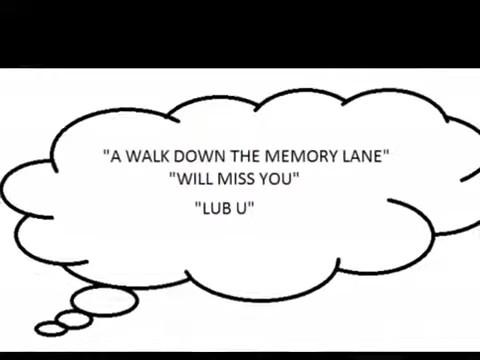 "A WALK DOWN THE MEMORY LANE"
"WILL MISS YOU"
"LUB U"